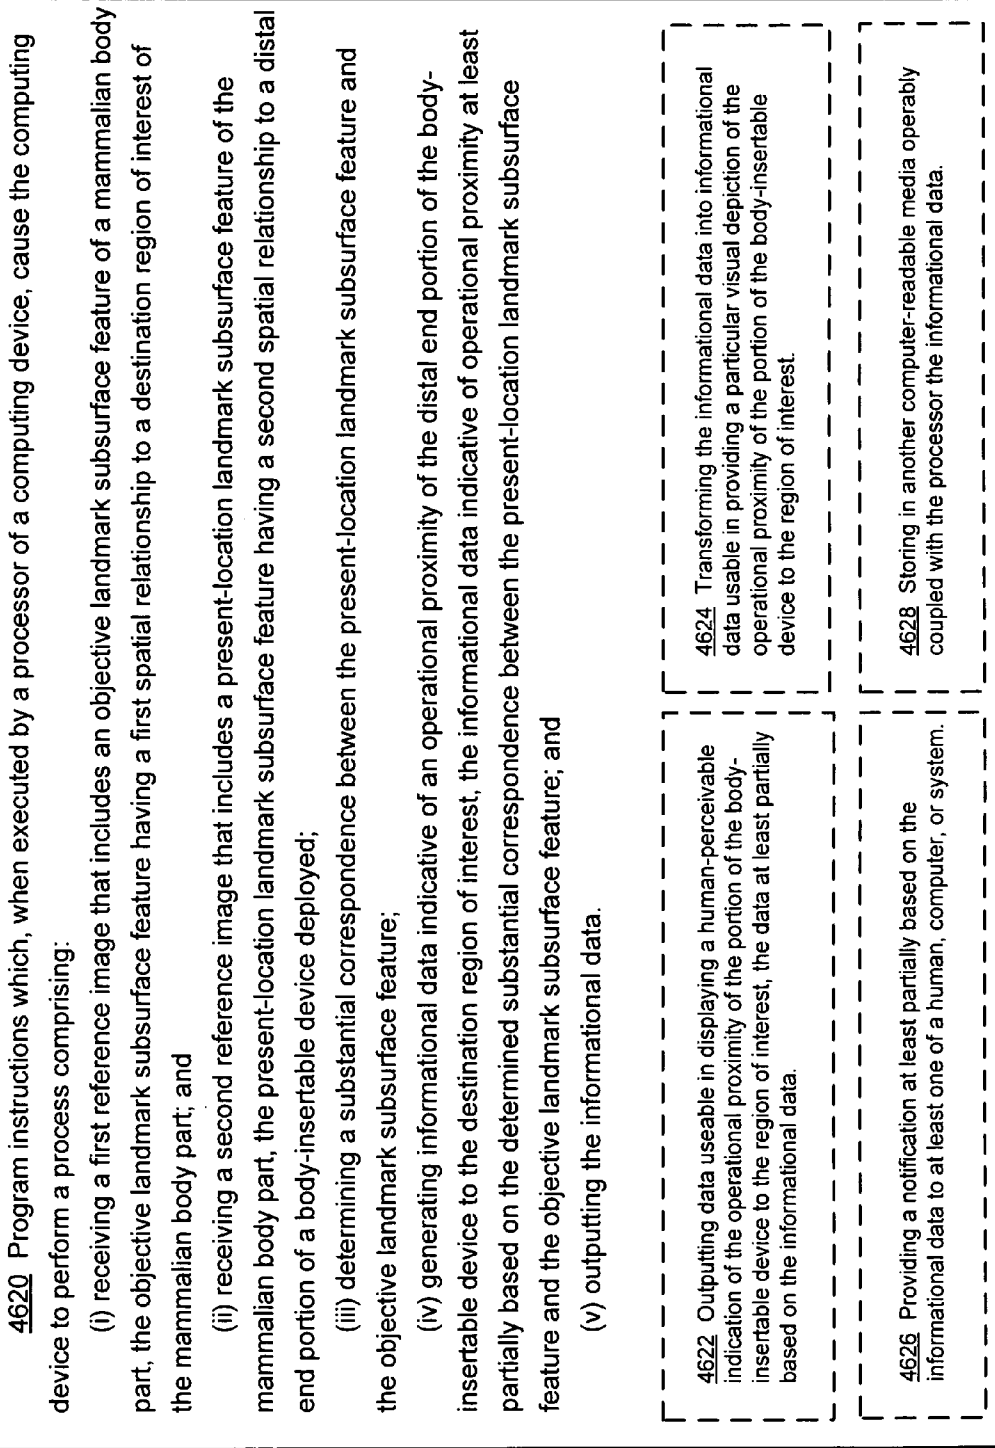 4620 Program instructions which, when executed by a processor of a computing device, cause the computing
device to perform a process comprising:
(i) receiving a first reference image that includes an objective landmark subsurface feature of a mammalian body
part, the objective landmark subsurface feature having a first spatial relationship to a destination region of interest of
the mammalian body part; and
(ii) receiving a second reference image that includes a present-location landmark subsurface feature of the
mammalian body part, the present-location landmark subsurface feature having a second spatial relationship to a distal
end portion of a body-insertable device deployed;
(iii) determining a substantial correspondence between the present-location landmark subsurface feature and
the objective landmark subsurface feature;
(iv) generating informational data indicative of an operational proximity of the distal end portion of the body-
insertable device to the destination region of interest, the informational data indicative of operational proximity at least
partially based on the determined substantial correspondence between the present-location landmark subsurface
feature and the objective landmark subsurface feature; and
(v) outputting the informational data.
4622 Outputting data useable in displaying a human-perceivable
indication of the operational proximity of the portion of the body-
insertable device to the region of interest, the data at least partially
based on the informational data.
4624 Transforming the informational data into informational
data usable in providing a particular visual depiction of the
operational proximity of the portion of the body-insertable
device to the region of interest.
4626 Providing a notification at least partially based on the
informational data to at least one of a human, computer, or system.
4628 Storing in another computer-readable media operably
coupled with the processor the informational data.